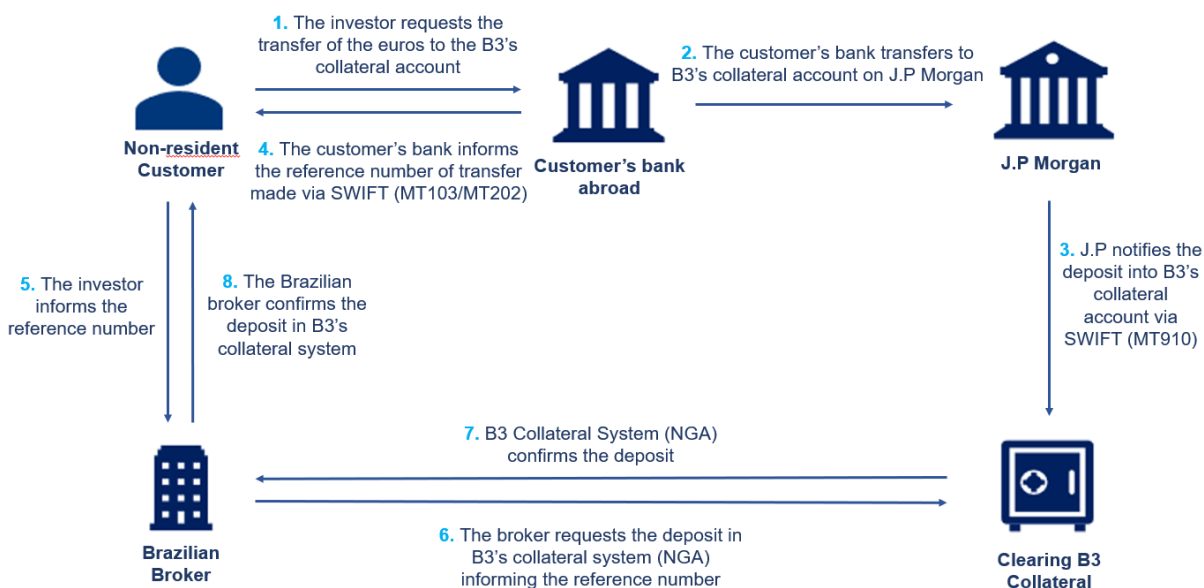 1. The investor requests the
transfer of the euros to the B3's
collateral account
2. The customer's bank transfers to
B3's collateral account on J.P Morgan
Non-resident
Customer
4. The customer's bank informs
the reference number of transfer
made via SWIFT (MT103/MT202)
Customer's bank
abroad
J.P Morgan
3. J.P notifies the
deposit into B3's
collateral
account via
SWIFT (MT910)
5. The investor
informs the
reference number
8. The Brazilian
broker confirms the
deposit in B3's
collateral system
7. B3 Collateral System (NGA)
confirms the deposit
6. The broker requests the deposit in
B3's collateral system (NGA)
informing the reference number
Brazilian
Broker
Clearing B3
Collateral